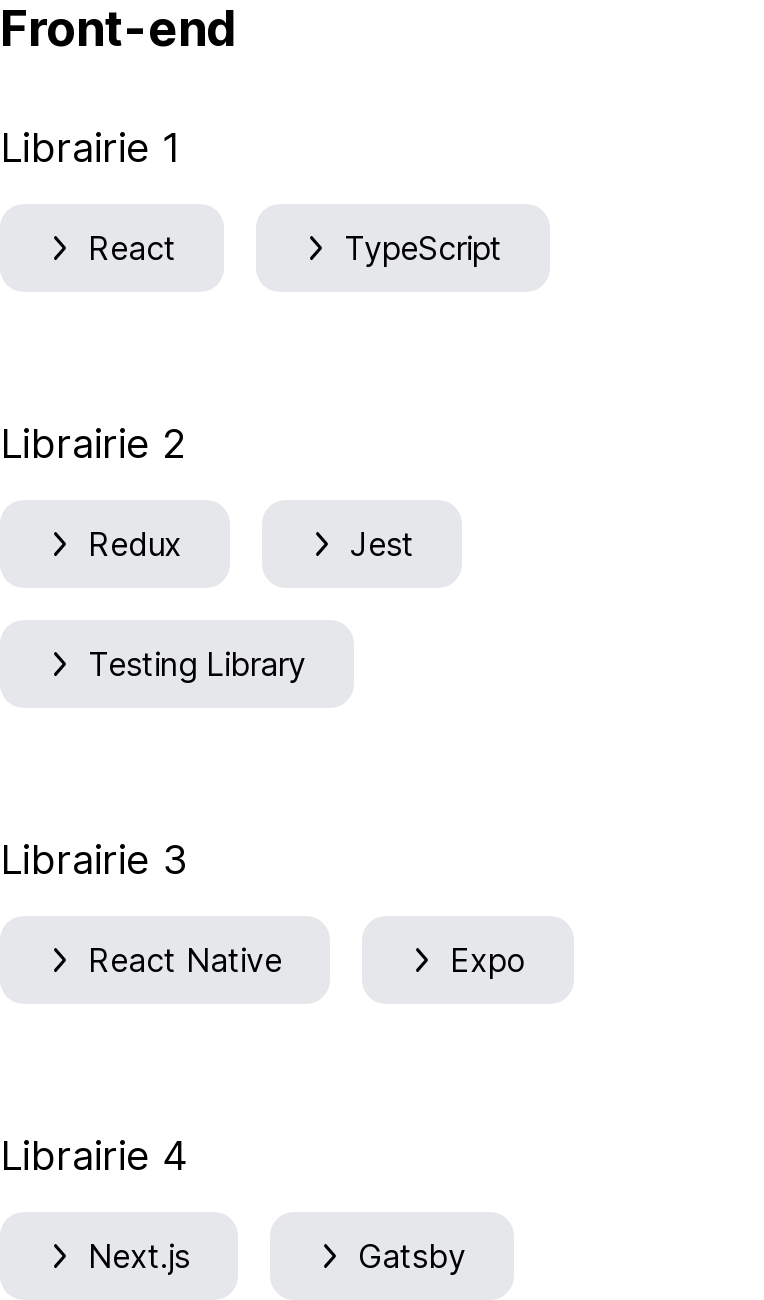 Front-end
Librairie 1
React TypeScript
Librairie 2
Redux Jest
Testing Library
Librairie 3
React Native Expo
Librairie 4
Next.js Gatsby